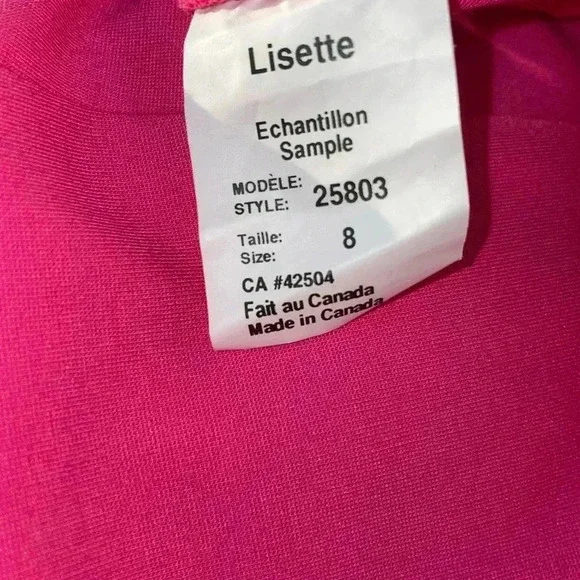 Lisette
Echantillon
Sample
MODÈLE:
STYLE: 25803
Taille:
Size: 8
CA #42504
Fait au Canada
Made in Canada